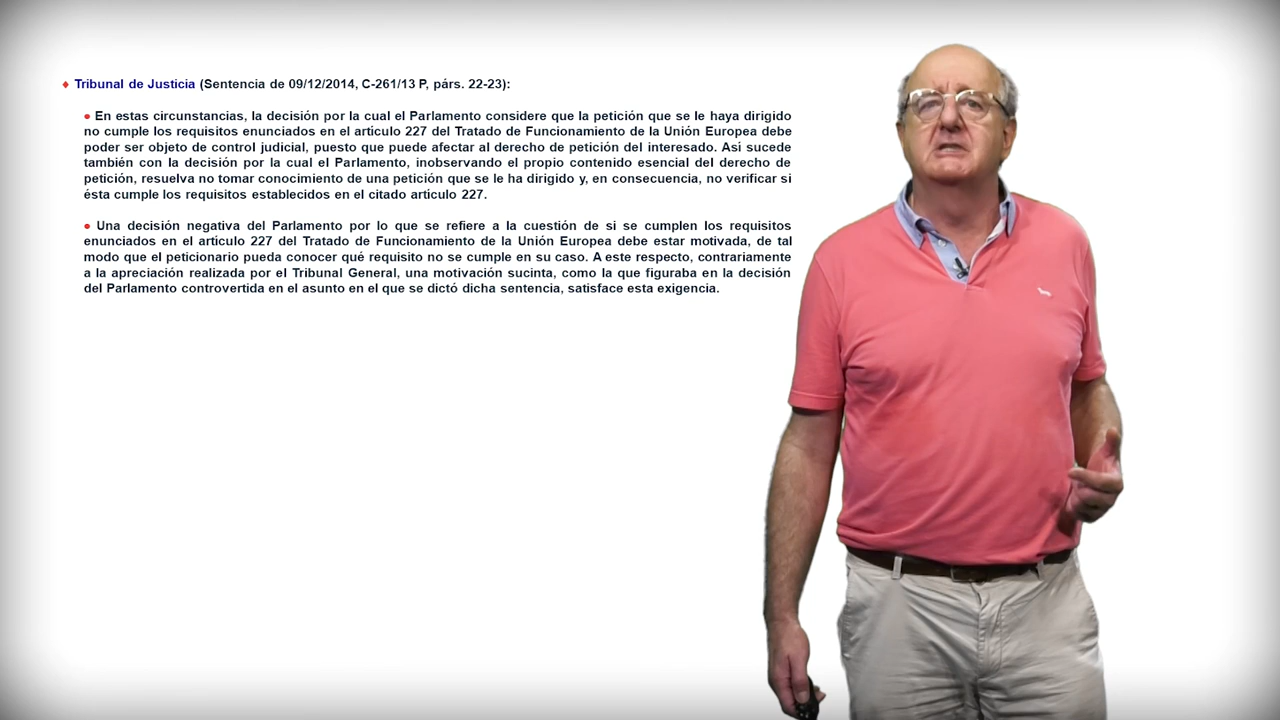 ♦ Tribunal de Justicia (Sentencia de 09/12/2014, C-261/13 P, párs. 22-23):
● En estas circunstancias, la decisión por la cual el Parlamento considere que la petición que se le haya dirigido
no cumple los requisitos enunciados en el artículo 227 del Tratado de Funcionamiento de la Unión Europea debe
poder ser objeto de control judicial, puesto que puede afectar al derecho de petición del interesado. Así sucede
también con la decisión por la cual el Parlamento, inobservando el propio contenido esencial del derecho de
petición, resuelva no tomar conocimiento de una petición que se le ha dirigido y, en consecuencia, no verificar si
ésta cumple los requisitos establecidos en el citado artículo 227.
● Una decisión negativa del Parlamento por lo que se refiere a la cuestión de si se cumplen los requisitos
enunciados en el artículo 227 del Tratado de Funcionamiento de la Unión Europea debe estar motivada, de tal
modo que el peticionario pueda conocer qué requisito no se cumple en su caso. A este respecto, contrariamente
a la apreciación realizada por el Tribunal General, una motivación sucinta, como la que figuraba en la decisión
del Parlamento controvertida en el asunto en el que se dictó dicha sentencia, satisface esta exigencia.